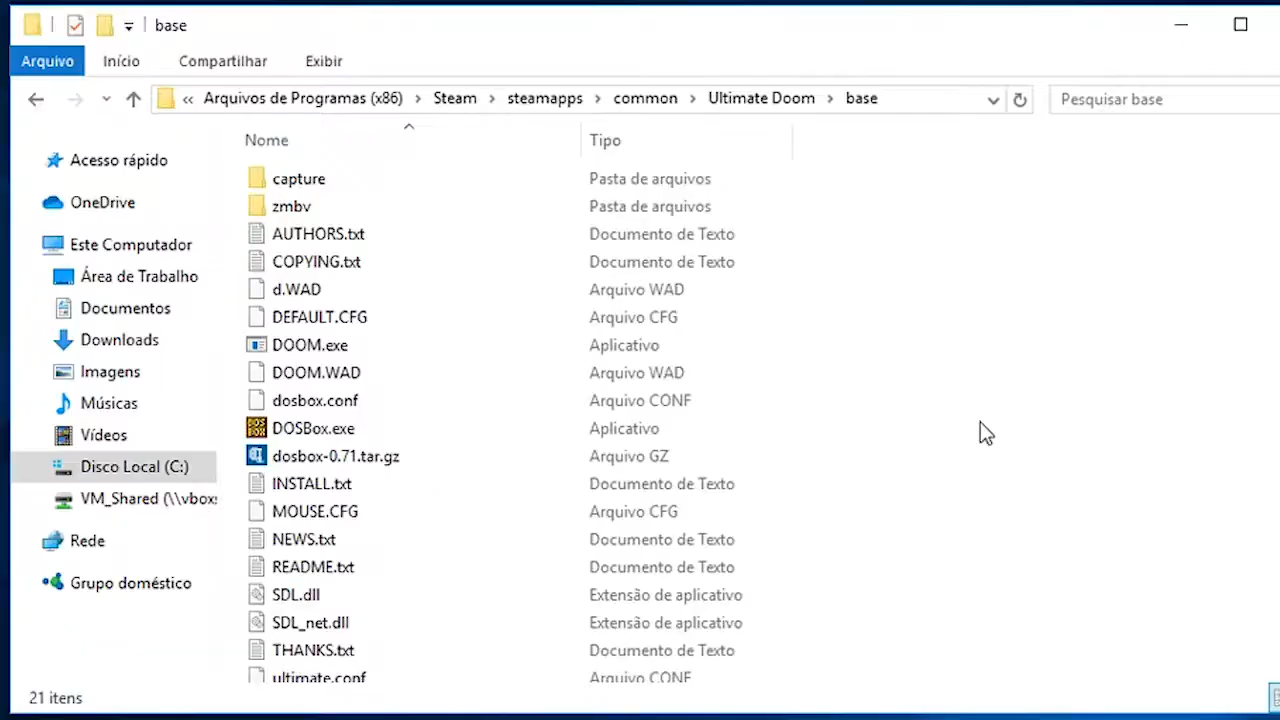 base
Arquivo Início Compartilhar Exibir
« Arquivos de Programas (x86) > Steam > steamapps > common > Ultimate Doom > base Pesquisar base
Nome Tipo
Acesso rápido
OneDrive
Este Computador
Área de Trabalho
Documentos
Downloads
Imagens
Músicas
Vídeos
Disco Local (C:)
VM_Shared (\\vbox
Rede
Grupo doméstico
capture Pasta de arquivos
zmbv Pasta de arquivos
AUTHORS.txt Documento de Texto
COPYING.txt Documento de Texto
d.WAD Arquivo WAD
DEFAULT.CFG Arquivo CFG
DOOM.exe Aplicativo
DOOM.WAD Arquivo WAD
dosbox.conf Arquivo CONF
DOSBox.exe Aplicativo
dosbox-0.71.tar.gz Arquivo GZ
INSTALL.txt Documento de Texto
MOUSE.CFG Arquivo CFG
NEWS.txt Documento de Texto
README.txt Documento de Texto
SDL.dll Extensão de aplicativo
SDL_net.dll Extensão de aplicativo
THANKS.txt Documento de Texto
ultimate.conf Arquivo CONF
21 itens